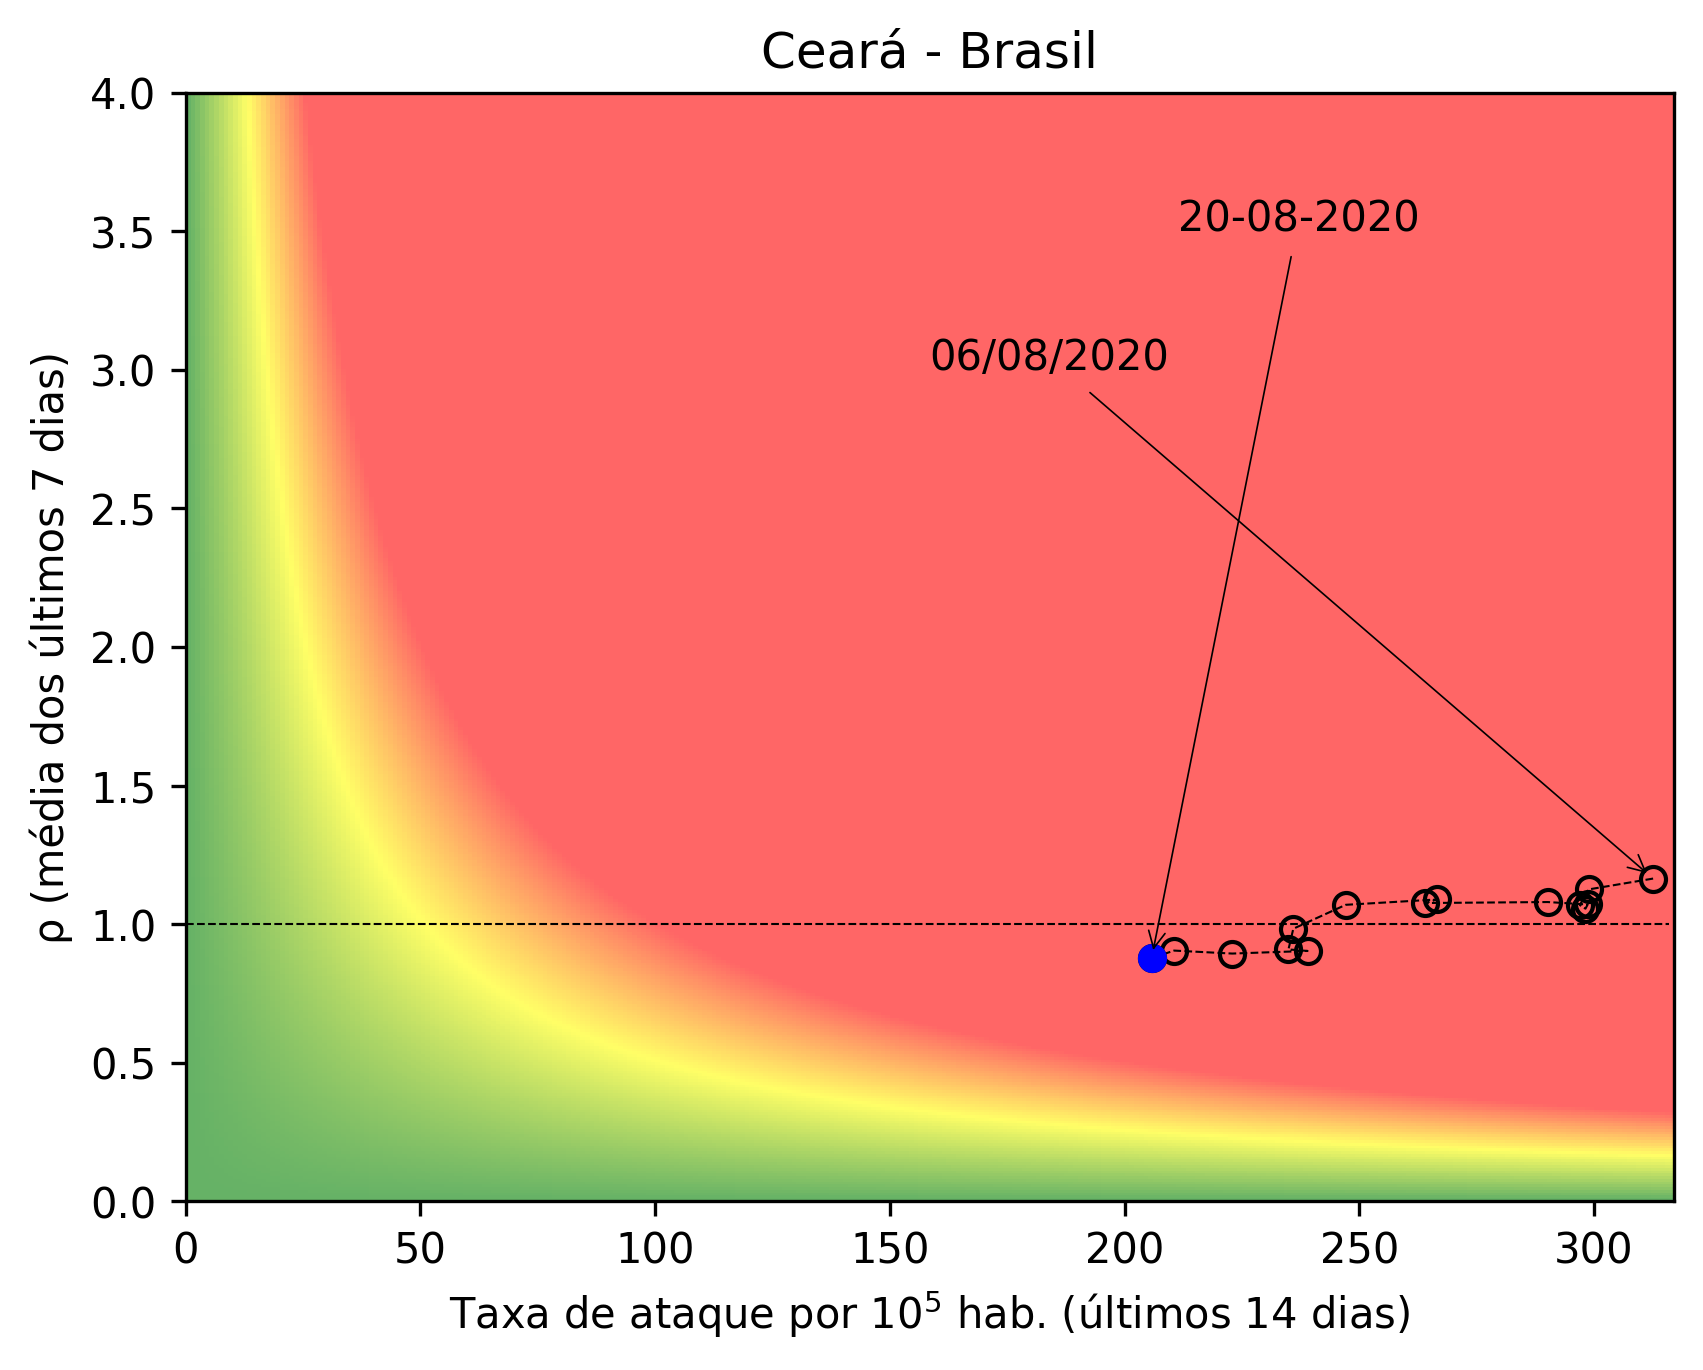 Ceará - Brasil
4.0
3.5
3.0
2.5
2.0
1.5
1.0
0.5
0.0
ρ (média dos últimos 7 dias)
20-08-2020
06/08/2020
0 50 100 150 200 250 300
Taxa de ataque por 10⁵ hab. (últimos 14 dias)